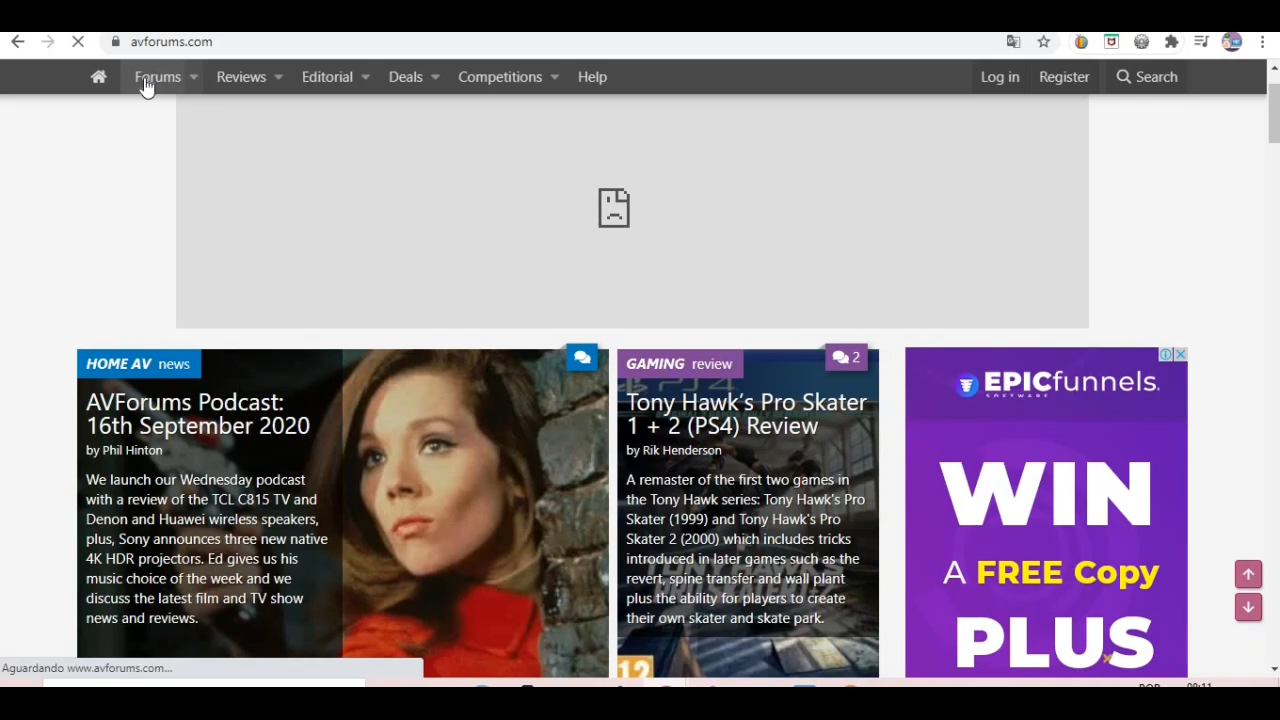 avforums.com
Forums Reviews Editorial Deals Competitions Help Log in Register Search
HOME AV news
AVForums Podcast:
16th September 2020
by Phil Hinton
We launch our Wednesday podcast
with a review of the TCL C815 TV and
Denon and Huawei wireless speakers,
plus, Sony announces three new native
4K HDR projectors. Ed gives us his
music choice of the week and we
discuss the latest film and TV show
news and reviews.
GAMING review
2
Tony Hawk's Pro Skater
1 + 2 (PS4) Review
by Rik Henderson
A remaster of the first two games in
the Tony Hawk series: Tony Hawk's Pro
Skater (1999) and Tony Hawk's Pro
Skater 2 (2000) which includes tricks
introduced in later games such as the
revert, spine transfer and wall plant
plus the ability for players to create
their own skater and skate park.
12
EPICfunnels.
SOFTWARE
WIN
A FREE Copy
PLUS
Aguardando www.avforums.com...